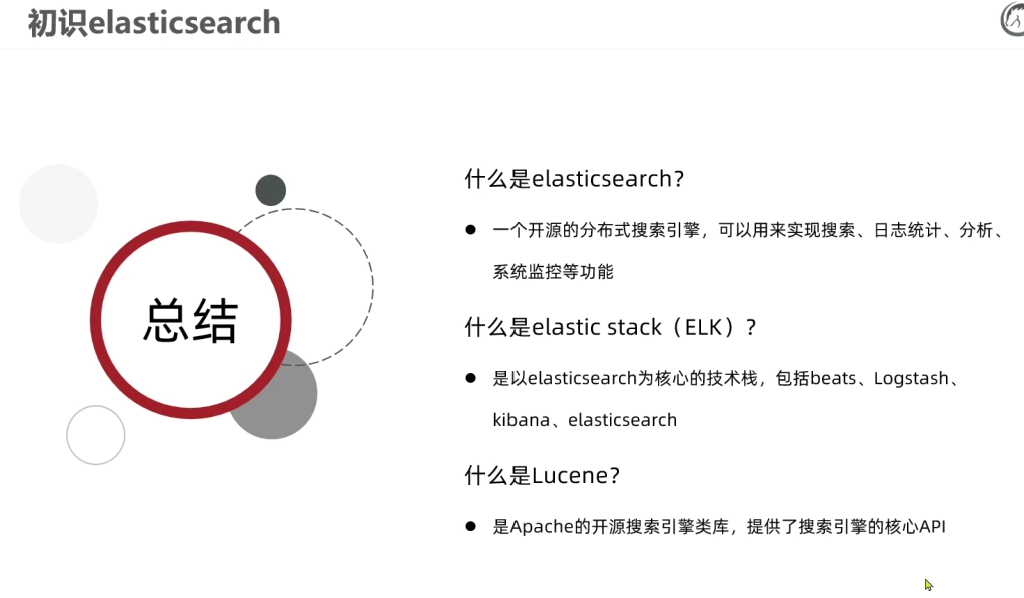 初识elasticsearch
总结
什么是elasticsearch？
一个开源的分布式搜索引擎，可以用来实现搜索、日志统计、分析、
系统监控等功能
什么是elastic stack（ELK）？
是以elasticsearch为核心的技术栈，包括beats、Logstash、
kibana、elasticsearch
什么是Lucene？
是Apache的开源搜索引擎类库，提供了搜索引擎的核心API